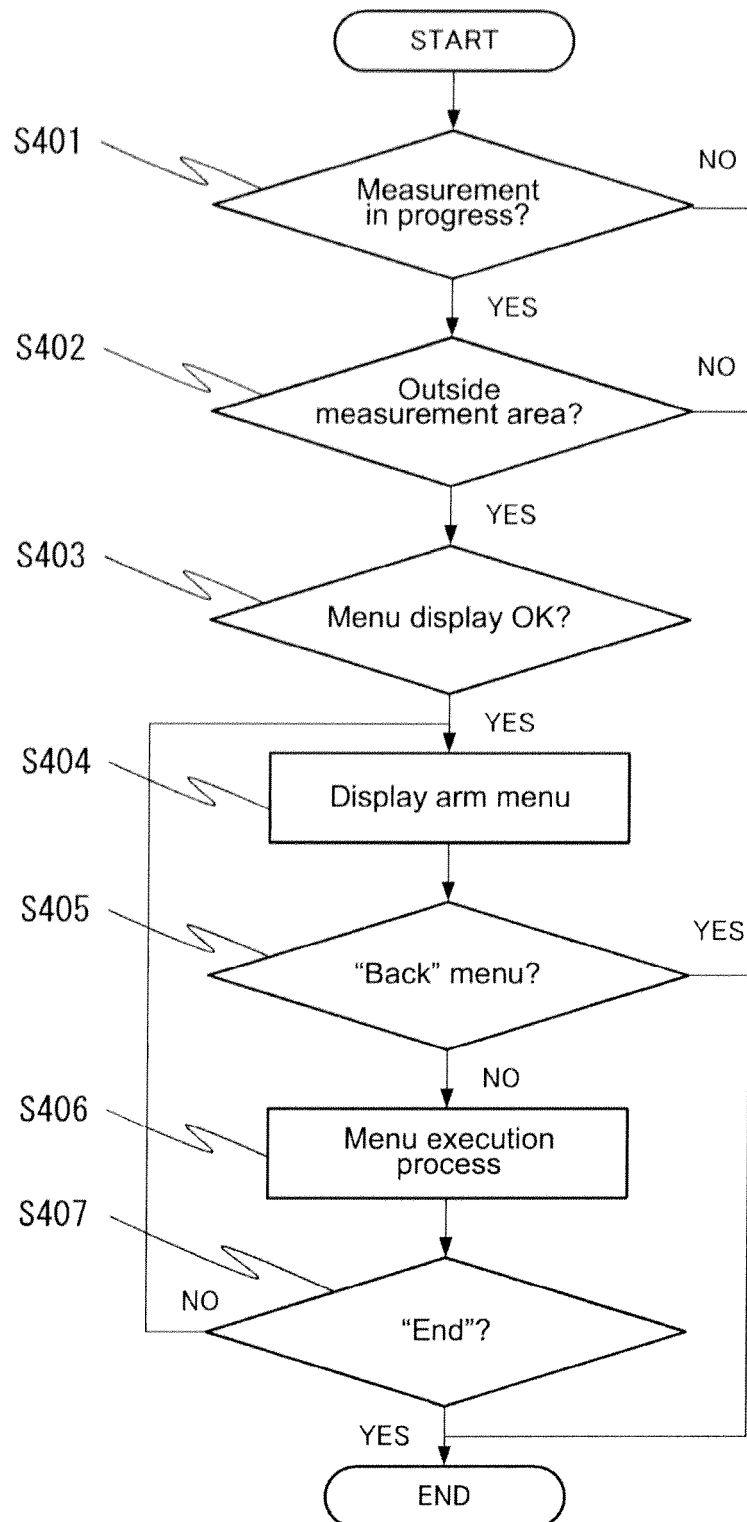 START
S401
Measurement
in progress?
NO
YES
S402
Outside
measurement area?
NO
YES
S403
Menu display OK?
YES
S404
Display arm menu
S405
“Back” menu?
YES
NO
S406
Menu execution
process
S407
“End”?
NO
YES
END